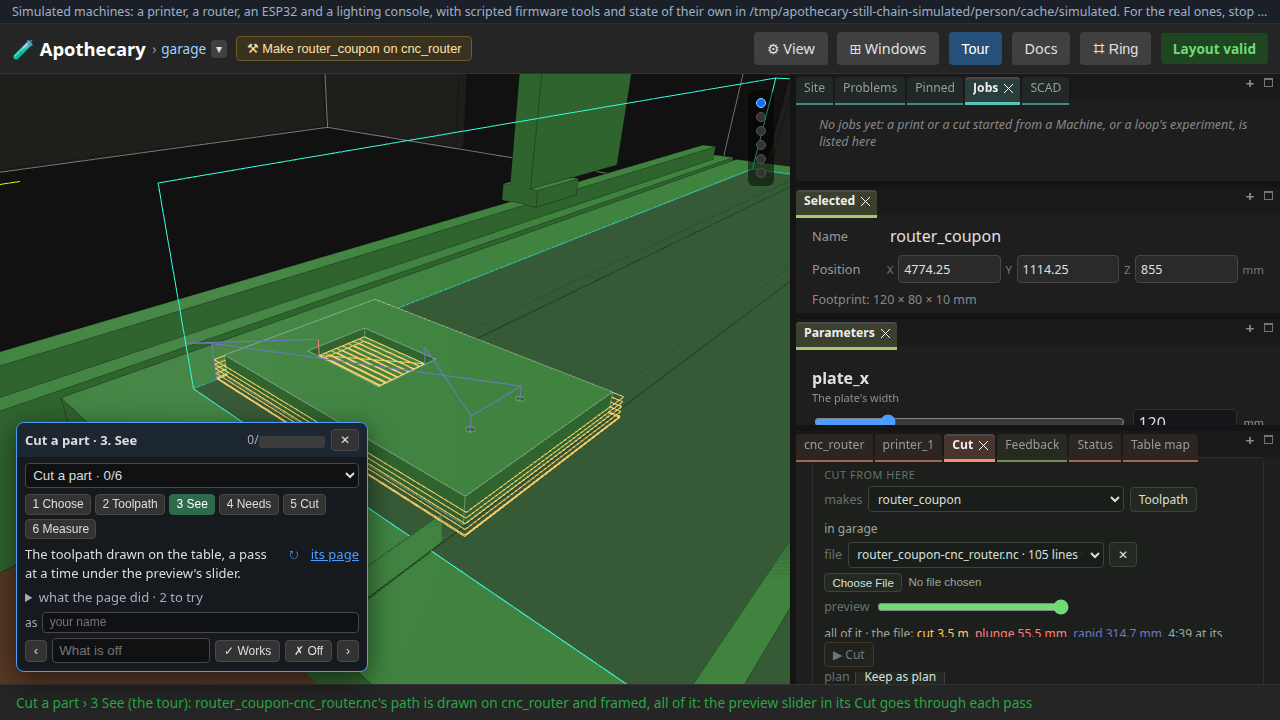 Simulated machines: a printer, a router, an ESP32 and a lighting console, with scripted firmware tools and state of their own in /tmp/apothecary-still-chain-simulated/person/cache/simulated. For the real ones, stop ...
Apothecary › garage ▾ ⚒ Make router_coupon on cnc_router
⚙ View ⊞ Windows Tour Docs ⌗ Ring Layout valid
Site Problems Pinned Jobs SCAD
No jobs yet: a print or a cut started from a Machine, or a loop's experiment, is
listed here
Selected
Name router_coupon
Position X 4774.25 Y 1114.25 Z 855 mm
Footprint: 120 × 80 × 10 mm
Parameters
plate_x
The plate's width
120 mm
cnc_router printer_1 Cut Feedback Status Table map
CUT FROM HERE
makes router_coupon Toolpath
in garage
file router_coupon-cnc_router.nc · 105 lines
Choose File No file chosen
preview
all of it · the file: cut 3.5 m, plunge 55.5 mm, rapid 314.7 mm, 4:39 at its
▶ Cut
plan Keep as plan
Cut a part · 3. See 0/ ✕
Cut a part · 0/6
1 Choose 2 Toolpath 3 See 4 Needs 5 Cut
6 Measure
The toolpath drawn on the table, a pass
at a time under the preview's slider.
↻ its page
▶ what the page did · 2 to try
as your name
‹ What is off ✓ Works ✗ Off ›
Cut a part › 3 See (the tour): router_coupon-cnc_router.nc's path is drawn on cnc_router and framed, all of it: the preview slider in its Cut goes through each pass